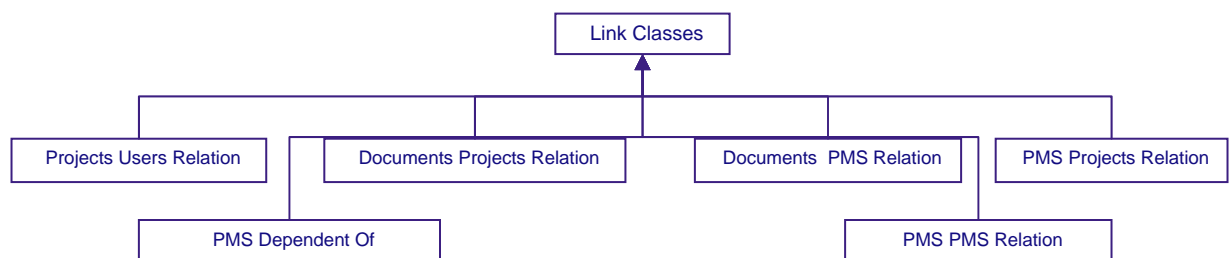 Link Classes
Projects Users Relation
Documents Projects Relation
Documents PMS Relation
PMS Projects Relation
PMS Dependent Of
PMS PMS Relation